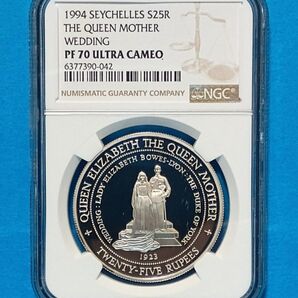 1994 SEYCHELLES S25R
THE QUEEN MOTHER
WEDDING
PF 70 ULTRA CAMEO
6377390-042
NUMISMATIC GUARANTY COMPANY
NGC
QUEEN ELIZABETH THE QUEEN MOTHER
WEDDING: LADY ELIZABETH BOWES-LYON · THE DUKE OF YORK
1923
TWENTY-FIVE RUPEES